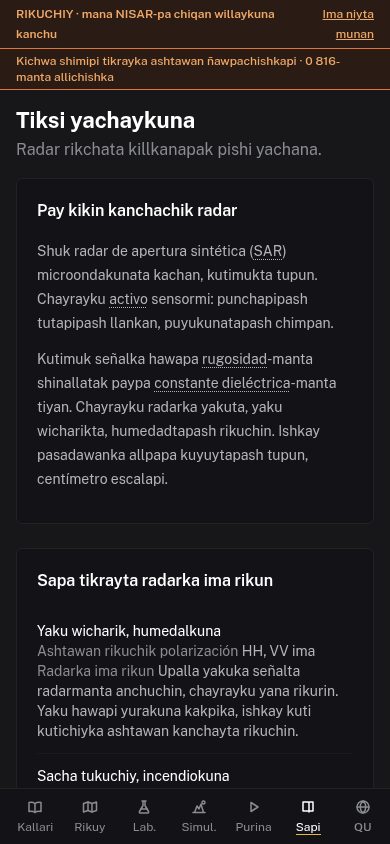 RIKUCHIY · mana NISAR-pa chiqan willaykuna
kanchu
Ima niyta
munan
Kichwa shimipi tikrayka ashtawan ñawpachishkapi · 0 816-
manta allichishka
Tiksi yachaykuna
Radar rikchata killkanapak pishi yachana.
Pay kikin kanchachik radar
Shuk radar de apertura sintética (SAR)
microondakunata kachan, kutimukta tupun.
Chayrayku activo sensormi: punchapipash
tutapipash llankan, puyukunatapash chimpan.
Kutimuk señalka hawapa rugosidad-manta
shinallatak paypa constante dieléctrica-manta
tiyan. Chayrayku radarka yakuta, yaku
wicharikta, humedadtapash rikuchin. Ishkay
pasadawanka allpapa kuyuytapash tupun,
centímetro escalapi.
Sapa tikrayta radarka ima rikun
Yaku wicharik, humedalkuna
Ashtawan rikuchik polarización HH, VV ima
Radarka ima rikun Upalla yakuka señalta
radarmanta anchuchin, chayrayku yana rikurin.
Yaku hawapi yurakuna kakpika, ishkay kuti
kutichiyka ashtawan kanchayta rikuchin.
Sacha tukuchiy, incendiokuna
Kallari
Rikuy
Lab.
Simul.
Purina
Sapi
QU